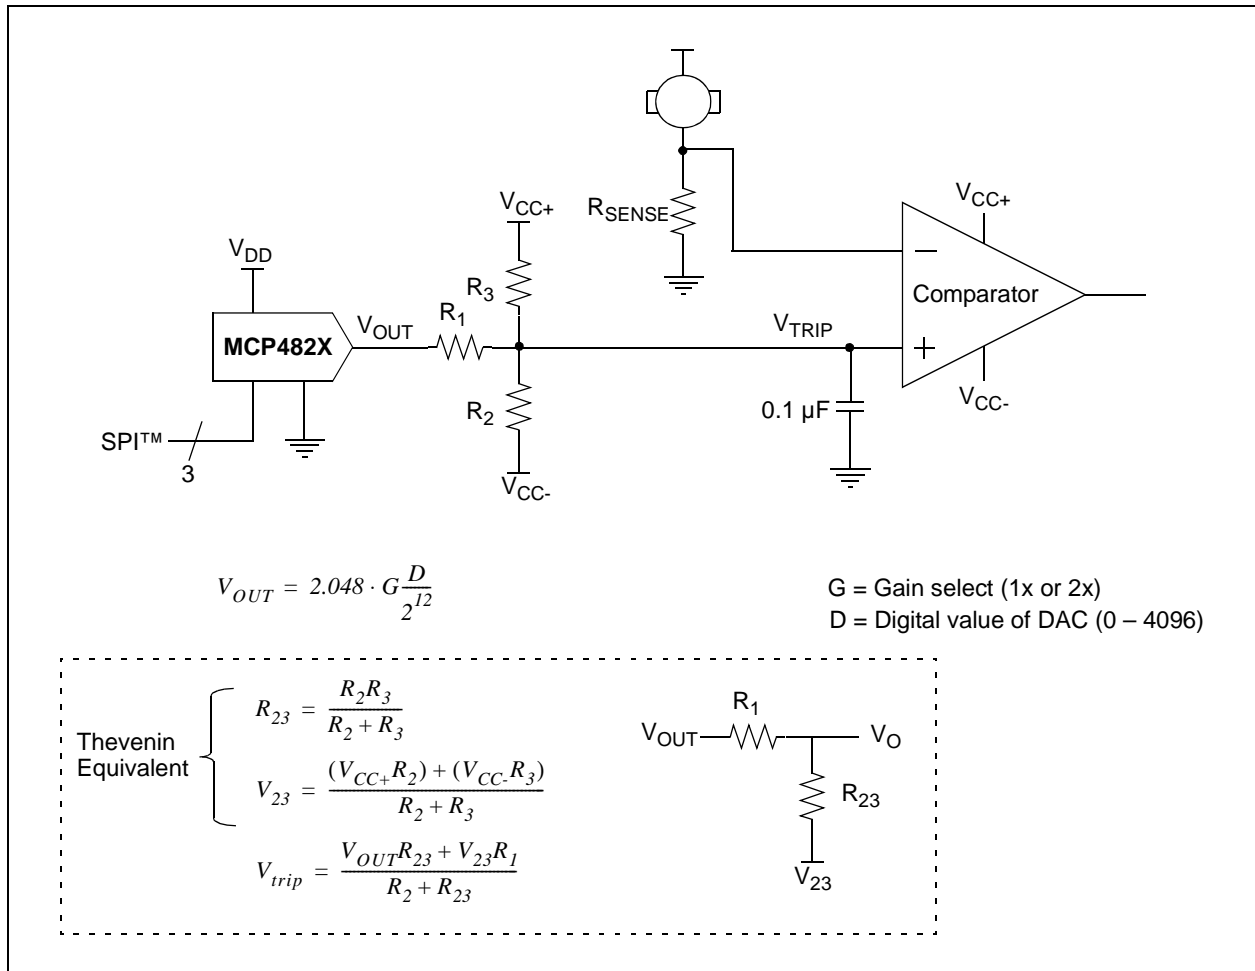 V_CC+
R_SENSE
V_CC+
V_DD
R_3
R_1
Comparator
−
V_OUT
V_TRIP
MCP482X
+
R_2
0.1 µF
V_CC-
SPI™
3
V_CC-
V_OUT = 2.048 · G D/2^12
G = Gain select (1x or 2x)
D = Digital value of DAC (0 – 4096)
Thevenin
Equivalent
R_23 = R_2R_3 / R_2 + R_3
V_23 = (V_CC+R_2) + (V_CC-R_3) / R_2 + R_3
V_trip = V_OUTR_23 + V_23R_1 / R_2 + R_23
R_1
V_OUT
V_O
R_23
V_23